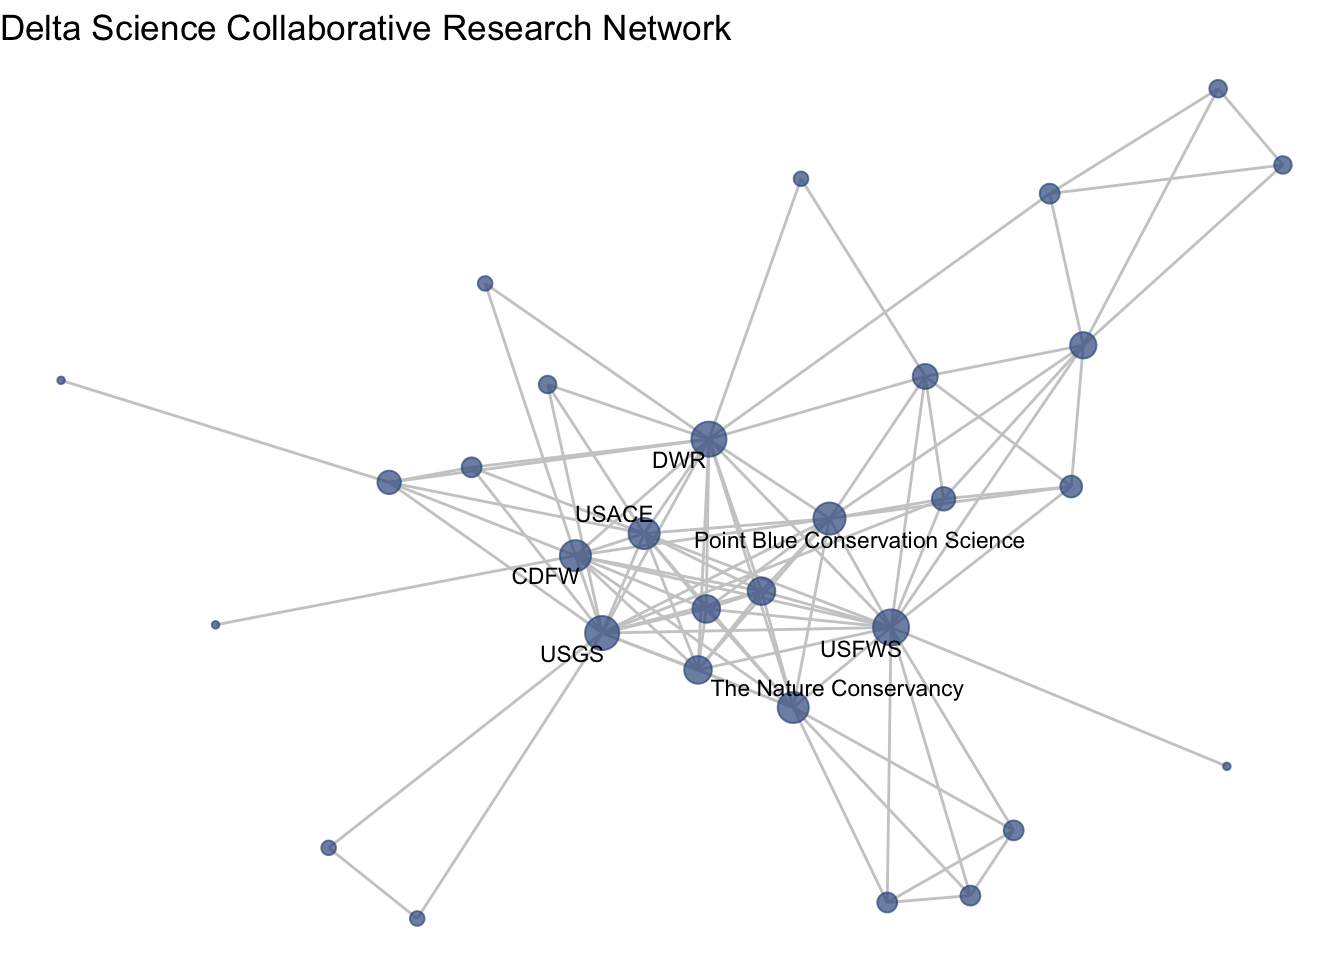 Delta Science Collaborative Research Network
DWR
USACE
Point Blue Conservation Science
CDFW
USGS
USFWS
The Nature Conservancy